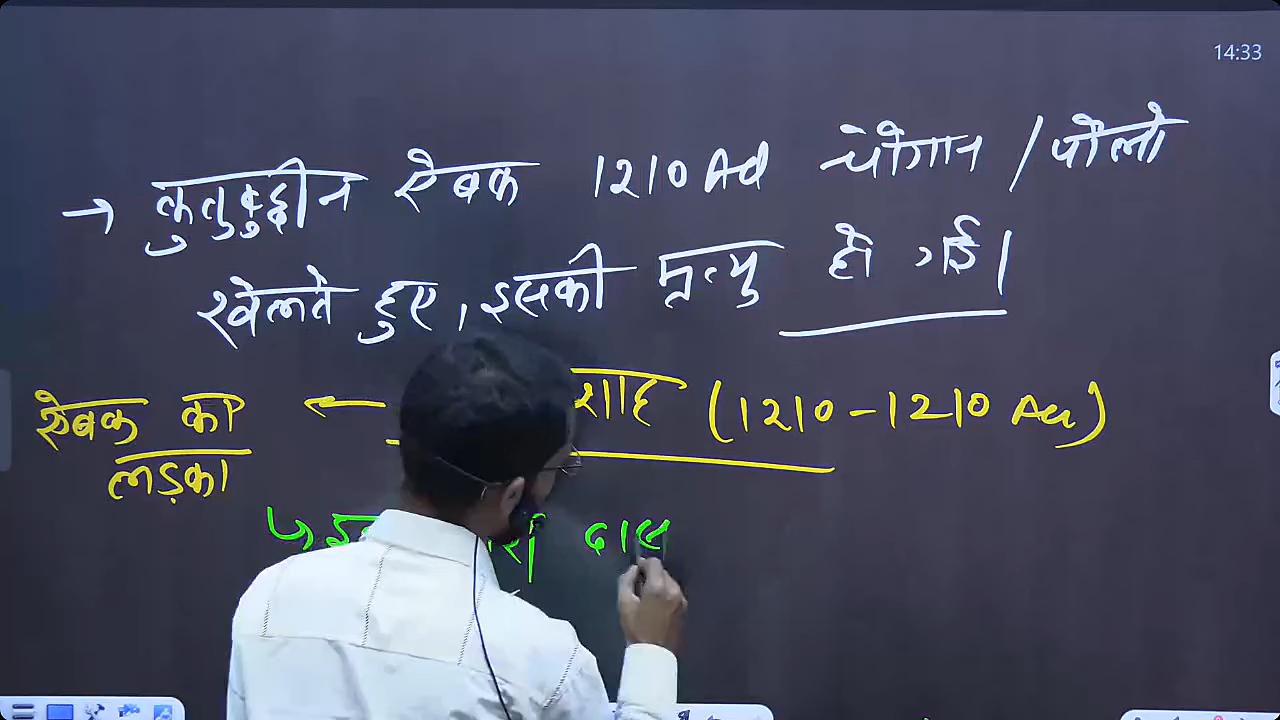 14:33
→ कुतुबुद्दीन ऐबक 1210 Ad चौगान / पोलो
खेलते हुए, इसकी मृत्यु हो गई।
ऐबक का ← शाह (1210 - 1210 Ad)
लड़का
↳ दास